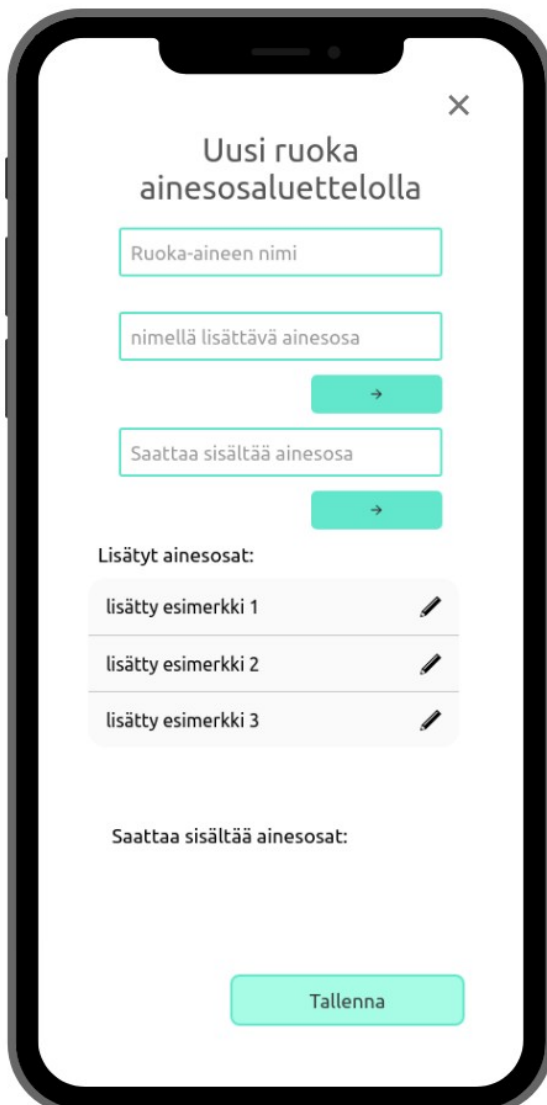 Uusi ruoka
ainesosaluettelolla
Ruoka-aineen nimi
nimellä lisättävä ainesosa
→
Saattaa sisältää ainesosa
→
Lisätyt ainesosat:
lisätty esimerkki 1
lisätty esimerkki 2
lisätty esimerkki 3
Saattaa sisältää ainesosat:
Tallenna